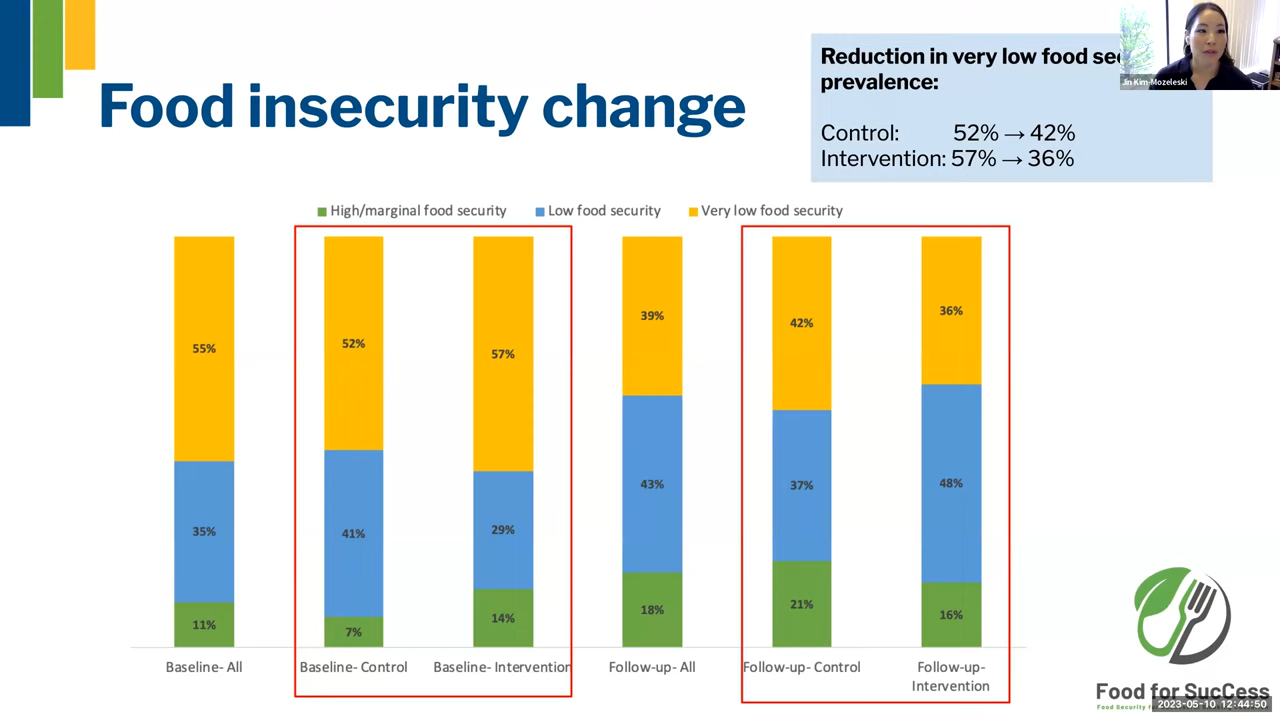 Food insecurity change
Reduction in very low food sec
prevalence:
Control: 52% → 42%
Intervention: 57% → 36%
Jin Kim-Mozeleski
High/marginal food security Low food security Very low food security
55% 52% 57% 39% 42% 36%
35% 41% 29% 43% 37% 48%
11% 7% 14% 18% 21% 16%
Baseline- All Baseline- Control Baseline- Intervention Follow-up- All Follow-up- Control Follow-up-
Intervention
Food for SucCess
Food Security f
2023-05-10 12:44:50